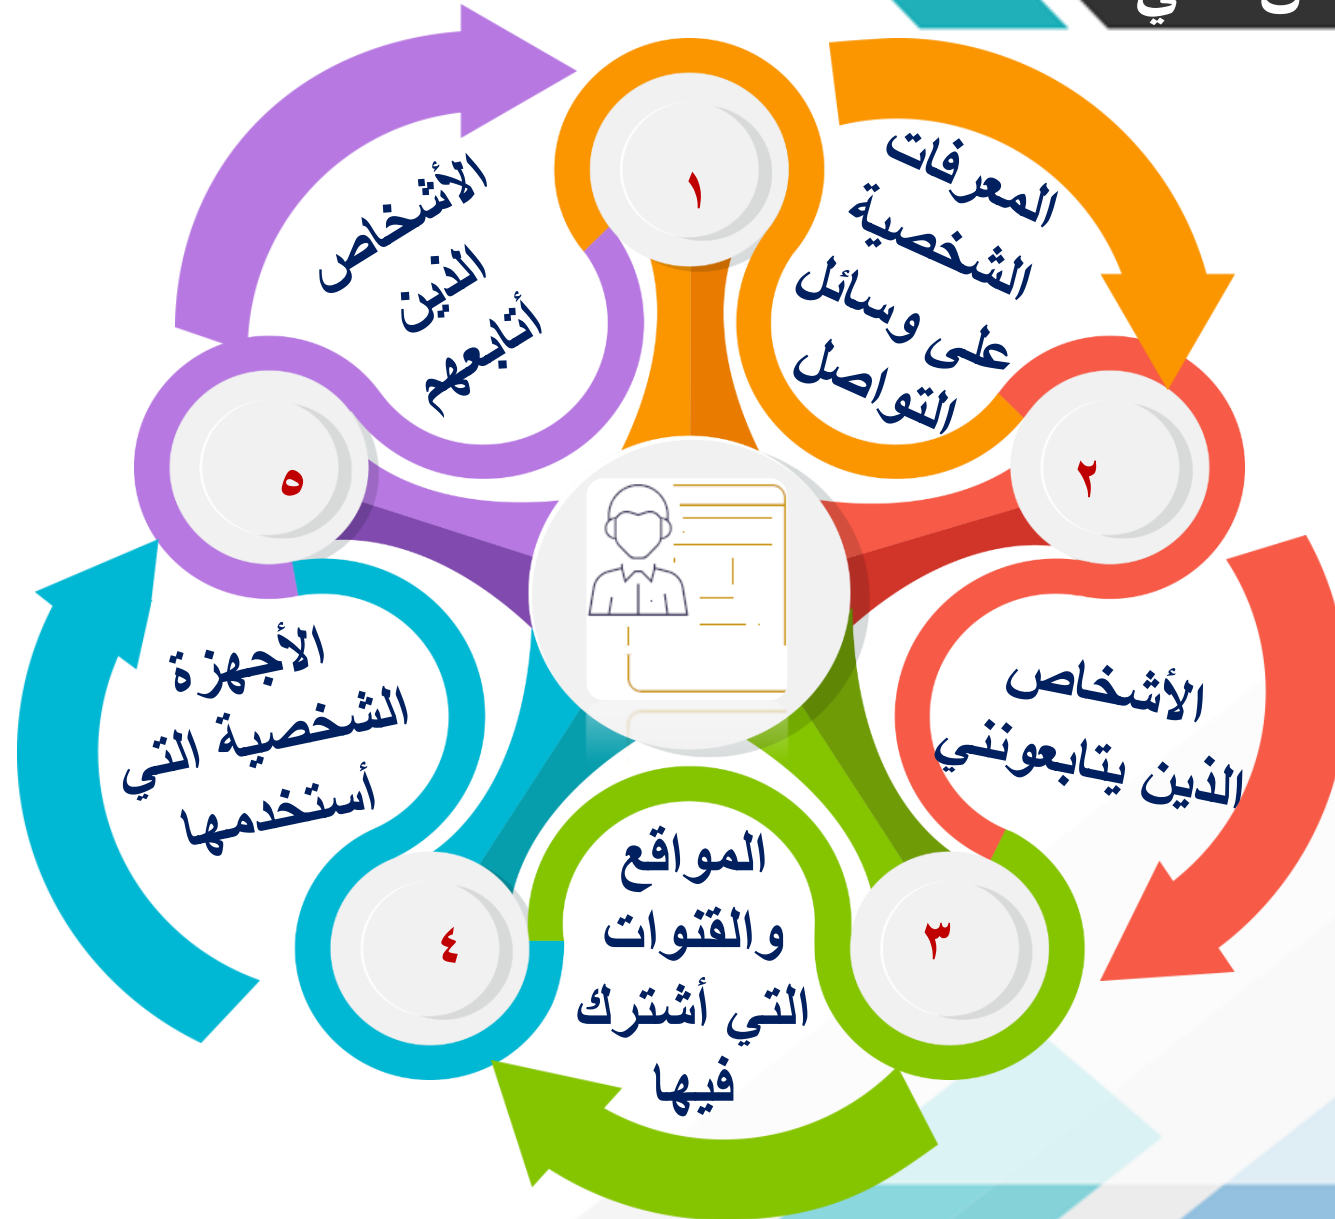 ١
المعرفات
الشخصية
على وسائل
التواصل
٢
الأشخاص
الذين يتابعونني
٣
المواقع
والقنوات
التي أشترك
فيها
٤
الأجهزة
الشخصية التي
أستخدمها
٥
الأشخاص
الذين
أتابعهم